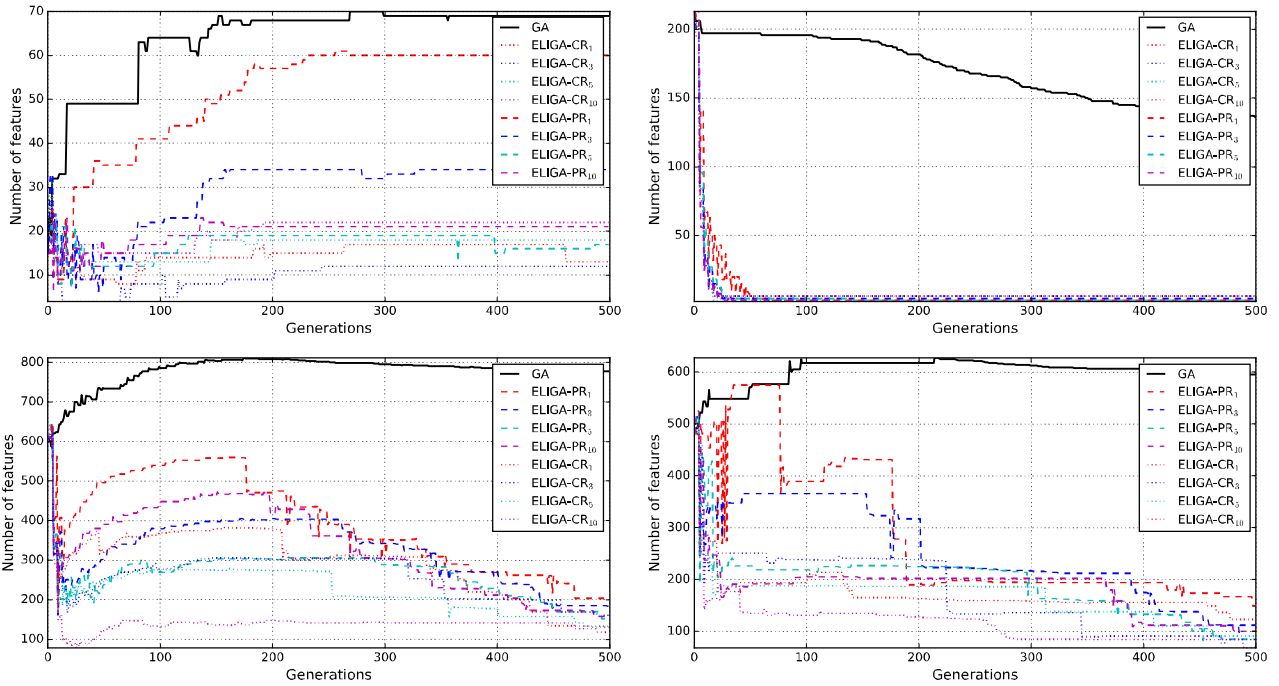 70
60
50
40
30
20
10
Number of features
0
100
200
300
400
500
Generations
GA
ELIGA-CR₁
ELIGA-CR₃
ELIGA-CR₅
ELIGA-CR₁₀
ELIGA-PR₁
ELIGA-PR₃
ELIGA-PR₅
ELIGA-PR₁₀
200
150
100
50
Number of features
0
100
200
300
400
500
Generations
GA
ELIGA-CR₁
ELIGA-CR₃
ELIGA-CR₅
ELIGA-CR₁₀
ELIGA-PR₁
ELIGA-PR₃
ELIGA-PR₅
ELIGA-PR₁₀
800
700
600
500
400
300
200
100
Number of features
0
100
200
300
400
500
Generations
GA
ELIGA-PR₁
ELIGA-PR₃
ELIGA-PR₅
ELIGA-PR₁₀
ELIGA-CR₁
ELIGA-CR₃
ELIGA-CR₅
ELIGA-CR₁₀
600
500
400
300
200
100
Number of features
0
100
200
300
400
500
Generations
GA
ELIGA-PR₁
ELIGA-PR₃
ELIGA-PR₅
ELIGA-PR₁₀
ELIGA-CR₁
ELIGA-CR₃
ELIGA-CR₅
ELIGA-CR₁₀